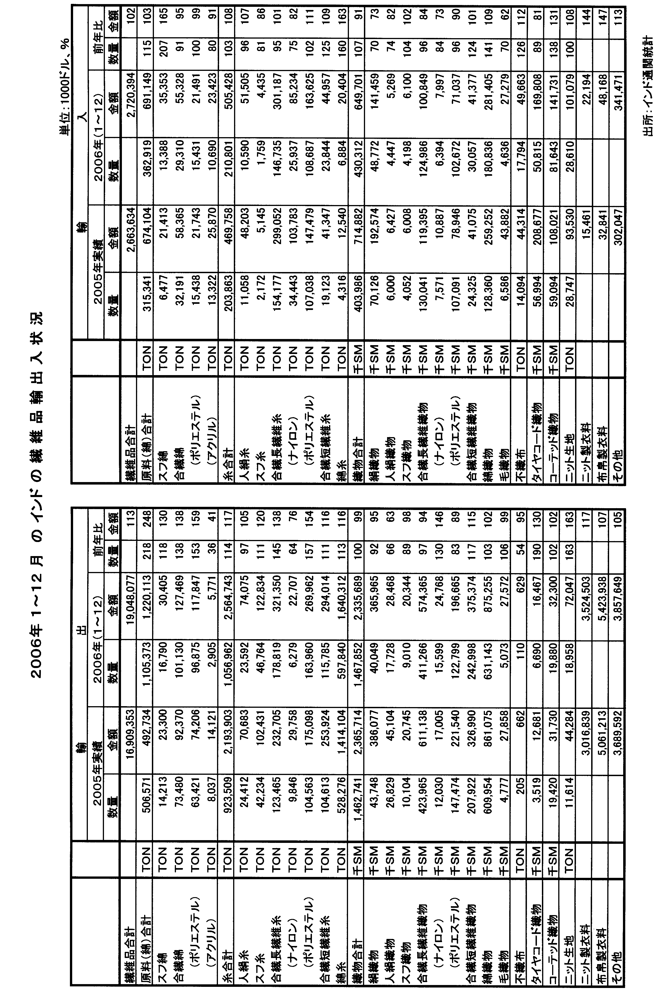 2006年1～12月 のインドの繊維品輸出入状況
単位：1000ドル、%
輸 出
2005年実績 2006年(1～12) 前年比
数量 金額 数量 金額 数量 金額
繊維品合計 16,909,353 19,048,077 113
原料(綿)合計 TON 506,571 492,734 1,105,373 1,220,113 218 248
スフ綿 TON 14,213 23,300 16,790 30,405 118 130
合繊綿 TON 73,480 92,370 101,130 127,469 138 138
(ポリエステル) TON 63,421 74,206 96,875 117,847 153 159
(アクリル) TON 8,037 14,121 2,905 5,771 36 41
糸合計 TON 923,509 2,193,903 1,056,962 2,564,743 114 117
人絹糸 TON 24,412 70,683 23,592 74,075 97 105
スフ糸 TON 42,234 102,431 46,764 122,834 111 120
合繊長繊維糸 TON 123,465 232,705 178,819 321,350 145 138
(ナイロン) TON 9,846 29,758 6,279 22,707 64 76
(ポリエステル) TON 104,563 175,098 163,960 269,962 157 154
合繊短繊維糸 TON 104,613 253,924 115,785 294,014 111 116
綿糸 TON 528,276 1,414,104 597,840 1,640,312 113 116
織物合計 千SM 1,462,741 2,365,714 1,467,852 2,335,689 100 99
絹織物 千SM 43,748 386,077 40,049 365,965 92 95
人絹織物 千SM 26,829 45,104 17,728 28,468 66 63
スフ織物 千SM 10,104 20,745 9,010 20,344 89 98
合繊長繊維織物 千SM 423,965 611,138 411,266 574,365 97 94
(ナイロン) 千SM 12,030 17,005 15,599 24,768 130 146
(ポリエステル) 千SM 147,474 221,540 122,799 196,665 83 89
合繊短繊維織物 千SM 207,922 326,990 242,998 375,374 117 115
綿織物 千SM 609,954 861,075 631,143 875,255 103 102
毛織物 千SM 4,777 27,858 5,073 27,572 106 99
不織布 TON 205 662 110 629 54 95
タイヤコード織物 千SM 3,519 12,681 6,690 16,467 190 130
コーテッド織物 千SM 19,420 31,730 19,880 32,300 102 102
ニット生地 TON 11,614 44,284 18,958 72,047 163 163
ニット製衣料 3,016,839 3,524,503 117
布帛製衣料 5,061,213 5,423,938 107
その他 3,689,592 3,857,649 105
輸 入
2005年実績 2006年(1～12) 前年比
数量 金額 数量 金額 数量 金額
繊維品合計 2,663,634 2,720,394 102
原料(綿)合計 TON 315,341 674,104 362,919 691,149 115 103
スフ綿 TON 6,477 21,413 13,388 35,353 207 165
合繊綿 TON 32,191 58,365 29,310 55,328 91 95
(ポリエステル) TON 15,438 21,743 15,431 21,491 100 99
(アクリル) TON 13,322 25,870 10,690 23,423 80 91
糸合計 TON 203,863 469,758 210,801 505,428 103 108
人絹糸 TON 11,058 48,203 10,590 51,505 96 107
スフ糸 TON 2,172 5,145 1,759 4,435 81 86
合繊長繊維糸 TON 154,177 299,052 146,735 301,187 95 101
(ナイロン) TON 34,443 103,783 25,937 85,234 75 82
(ポリエステル) TON 107,038 147,479 108,687 163,625 102 111
合繊短繊維糸 TON 19,123 41,347 23,844 44,957 125 109
綿糸 TON 4,316 12,540 6,884 20,404 160 163
織物合計 千SM 403,986 714,882 430,312 649,701 107 91
絹織物 千SM 70,126 192,574 48,772 141,459 70 73
人絹織物 千SM 6,000 6,427 4,447 5,269 74 82
スフ織物 千SM 4,052 6,008 4,198 6,100 104 102
合繊長繊維織物 千SM 130,041 119,395 124,986 100,849 96 84
(ナイロン) 千SM 7,571 10,887 6,394 7,997 84 73
(ポリエステル) 千SM 107,091 78,946 102,672 71,037 96 90
合繊短繊維織物 千SM 24,325 41,075 30,057 41,377 124 101
綿織物 千SM 128,360 259,252 180,836 281,405 141 109
毛織物 千SM 6,586 43,882 4,636 27,279 70 62
不織布 TON 14,094 44,314 17,794 49,663 126 112
タイヤコード織物 千SM 56,994 208,677 50,815 169,808 89 81
コーテッド織物 千SM 59,094 108,021 81,643 141,731 138 131
ニット生地 TON 28,747 93,530 28,610 101,079 100 108
ニット製衣料 15,461 22,194 144
布帛製衣料 32,841 48,168 147
その他 302,047 341,471 113
出所：インド通関統計